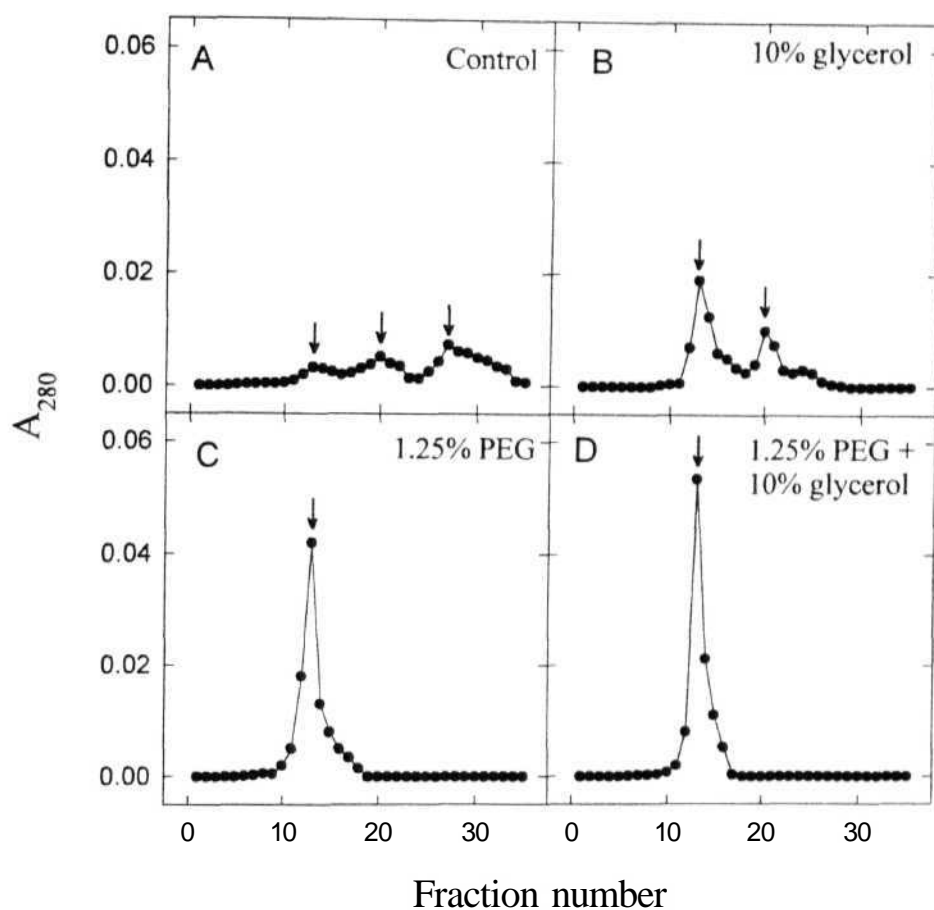 A
Control
B
10% glycerol
0.06
0.04
0.02
0.00
A280
C
1.25% PEG
D
1.25% PEG +
10% glycerol
0.06
0.04
0.02
0.00
0 10 20 30
0 10 20 30
Fraction number